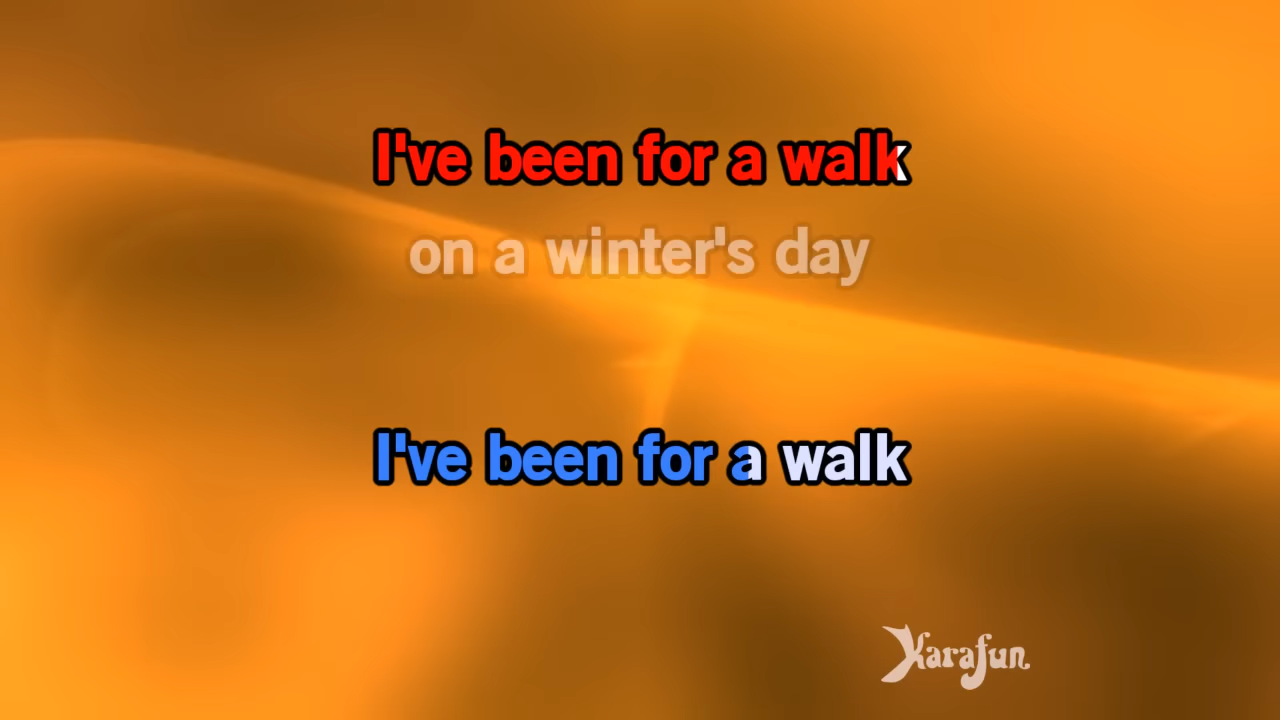 I've been for a walk
on a winter's day
I've been for a walk
Karafun